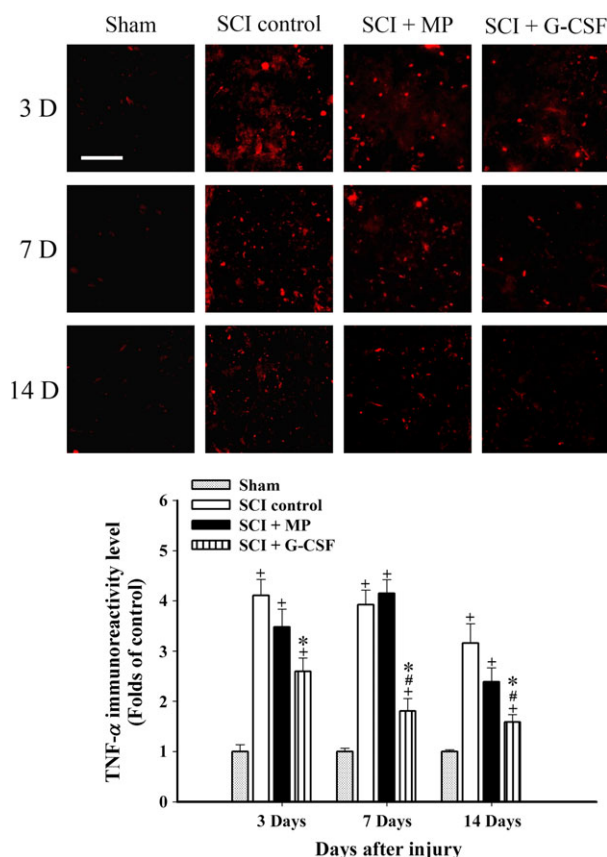 Sham SCI control SCI + MP SCI + G-CSF
3 D
7 D
14 D
Sham
SCI control
SCI + MP
SCI + G-CSF
TNF-α immunoreactivity level
(Folds of control)
6
5
4
3
2
1
0
+ + * +
+ + * # +
+ + * # +
3 Days 7 Days 14 Days
Days after injury